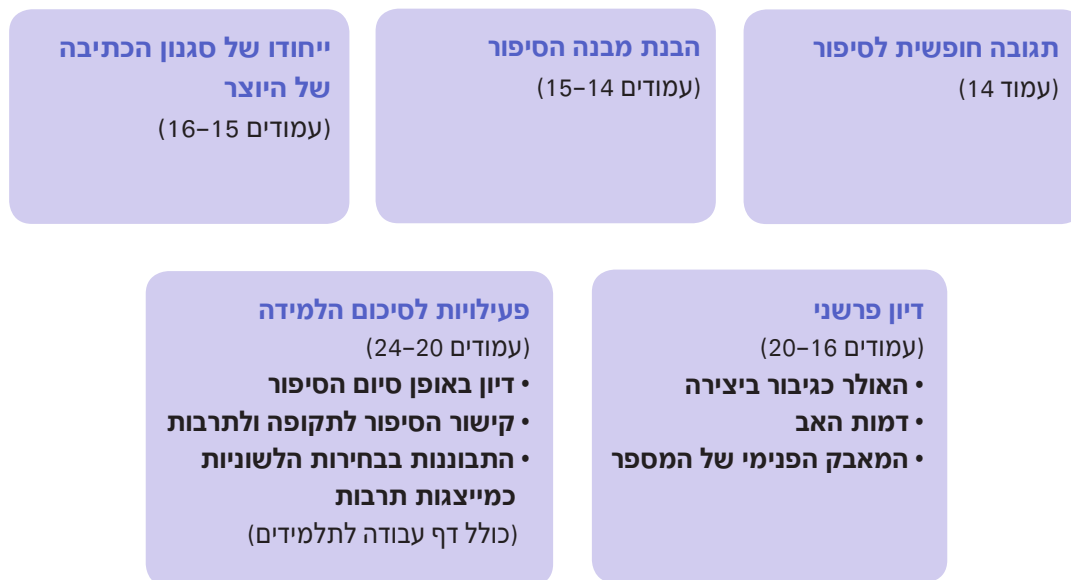 תגובה חופשית לסיפור
(עמוד 14)
הבנת מבנה הסיפור
(עמודים 14–15)
ייחודו של סגנון הכתיבה
של היוצר
(עמודים 15–16)
דיון פרשני
(עמודים 16–20)
• האולר כגיבור ביצירה
• דמות האב
• המאבק הפנימי של המספר
פעילויות לסיכום הלמידה
(עמודים 20–24)
• דיון באופן סיום הסיפור
• קישור הסיפור לתקופה ולתרבות
• התבוננות בבחירות הלשוניות
כמייצגות תרבות
(כולל דף עבודה לתלמידים)